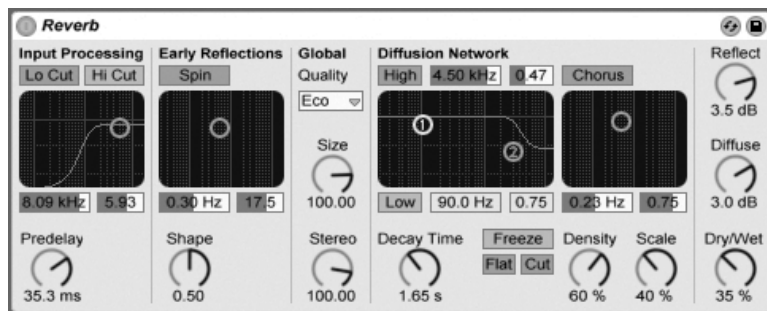 Reverb
Input Processing
Lo Cut Hi Cut
8.09 kHz 5.93
Predelay
35.3 ms
Early Reflections
Spin
0.30 Hz 17.5
Shape
0.50
Global
Quality
Eco
Size
100.00
Stereo
100.00
Diffusion Network
High 4.50 kHz 0.47 Chorus
1
2
Low 90.0 Hz 0.75 0.23 Hz 0.75
Decay Time
1.65 s
Freeze
Flat Cut
Density
60 %
Scale
40 %
Reflect
3.5 dB
Diffuse
3.0 dB
Dry/Wet
35 %